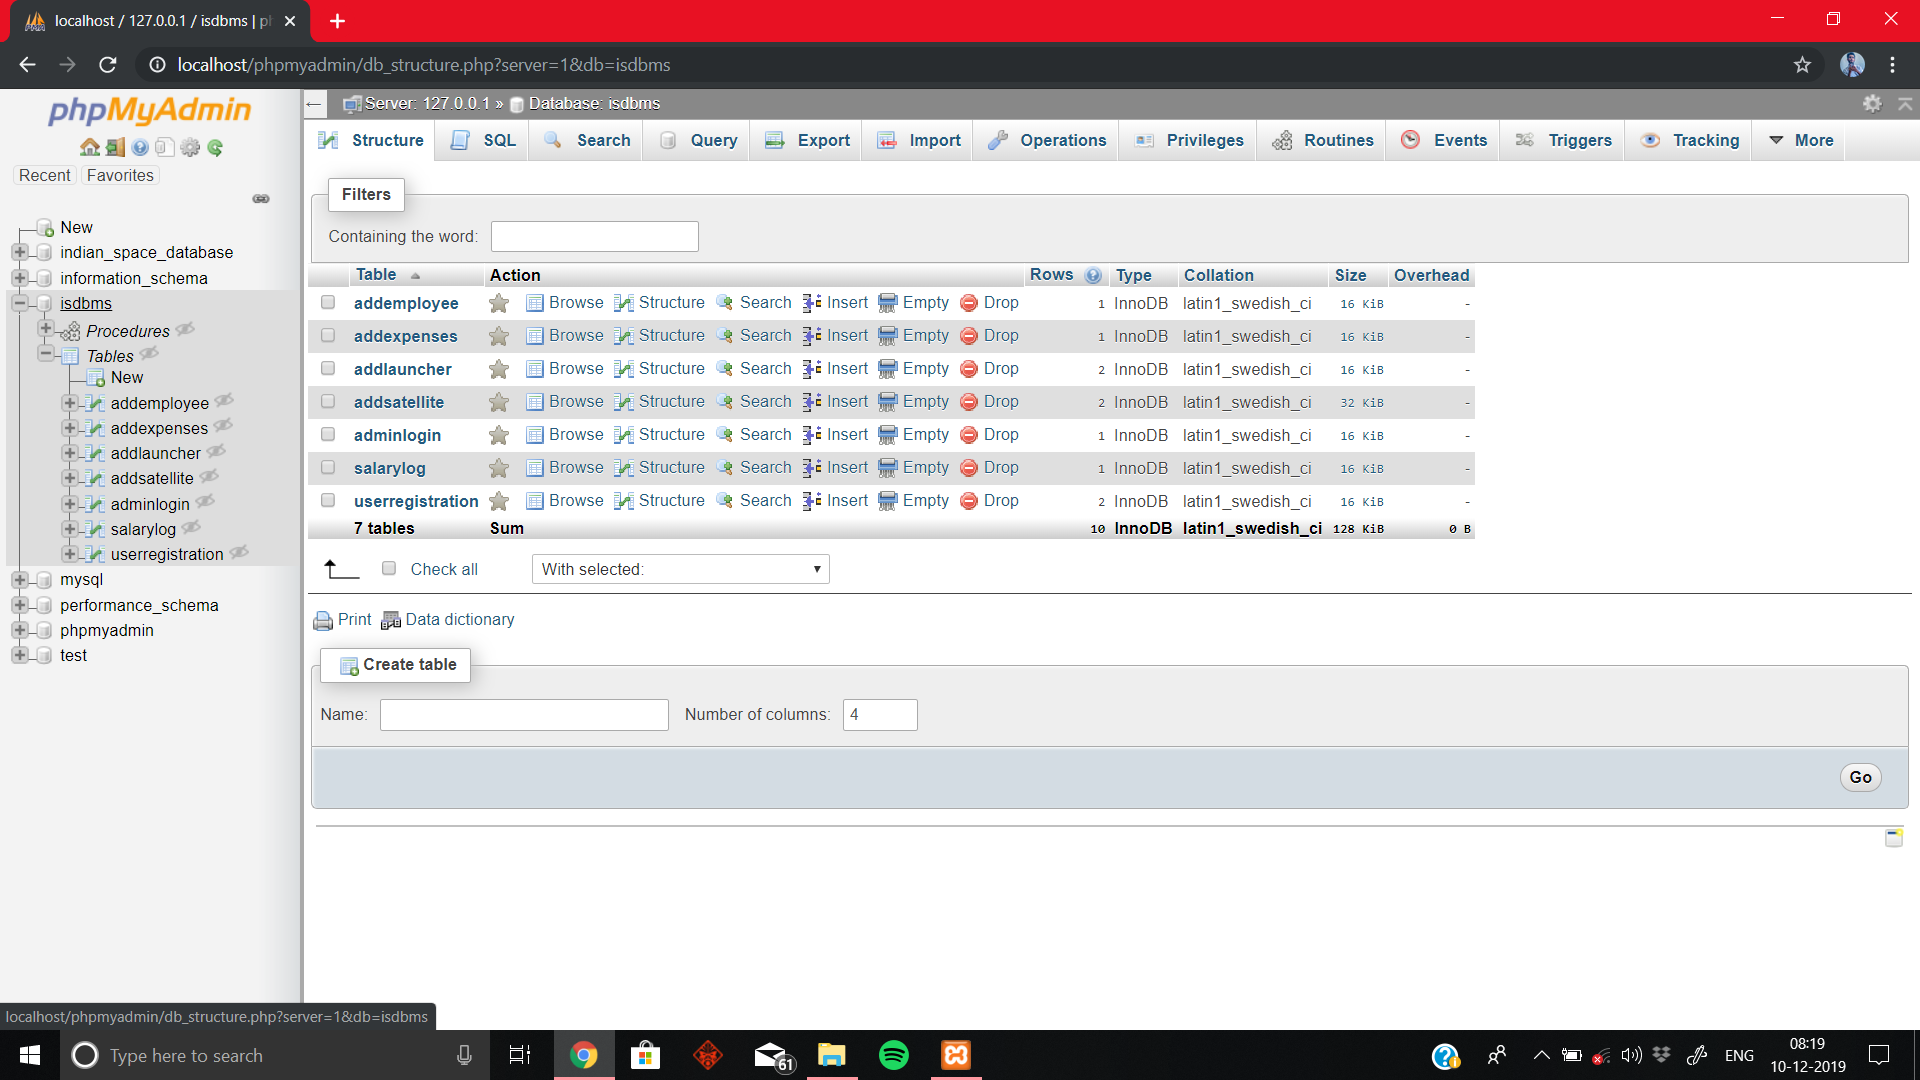 localhost / 127.0.0.1 / isdbms | ph
localhost/phpmyadmin/db_structure.php?server=1&db=isdbms
phpMyAdmin
Recent Favorites
New
indian_space_database
information_schema
isdbms
Procedures
Tables
New
addemployee
addexpenses
addlauncher
addsatellite
adminlogin
salarylog
userregistration
mysql
performance_schema
phpmyadmin
test
Server: 127.0.0.1 » Database: isdbms
Structure SQL Search Query Export Import Operations Privileges Routines Events Triggers Tracking More
Filters
Containing the word:
Table Action Rows Type Collation Size Overhead
addemployee Browse Structure Search Insert Empty Drop 1 InnoDB latin1_swedish_ci 16 KiB -
addexpenses Browse Structure Search Insert Empty Drop 1 InnoDB latin1_swedish_ci 16 KiB -
addlauncher Browse Structure Search Insert Empty Drop 2 InnoDB latin1_swedish_ci 16 KiB -
addsatellite Browse Structure Search Insert Empty Drop 2 InnoDB latin1_swedish_ci 32 KiB -
adminlogin Browse Structure Search Insert Empty Drop 1 InnoDB latin1_swedish_ci 16 KiB -
salarylog Browse Structure Search Insert Empty Drop 1 InnoDB latin1_swedish_ci 16 KiB -
userregistration Browse Structure Search Insert Empty Drop 2 InnoDB latin1_swedish_ci 16 KiB -
7 tables Sum 10 InnoDB latin1_swedish_ci 128 KiB 0 B
Check all With selected:
Print Data dictionary
Create table
Name: Number of columns: 4
Go
localhost/phpmyadmin/db_structure.php?server=1&db=isdbms
Type here to search
61
ENG
08:19
10-12-2019